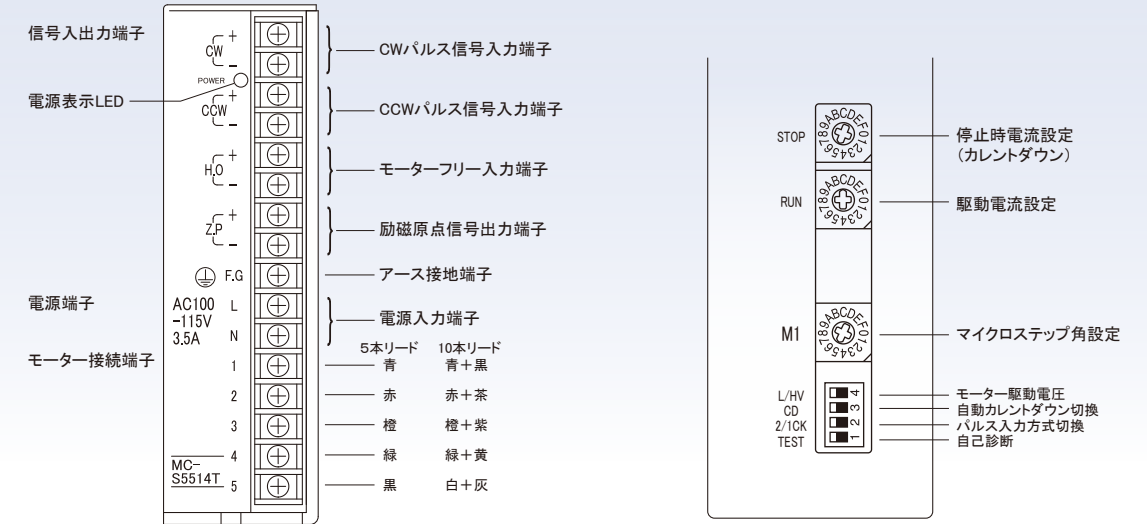 信号入出力端子
CW
+
−
CWパルス信号入力端子
POWER
電源表示LED
CCW
+
−
CCWパルス信号入力端子
H.O
+
−
モーターフリー入力端子
Z.P
+
−
励磁原点信号出力端子
F.G
アース接地端子
電源端子
AC100
-115V
3.5A
L
N
電源入力端子
5本リード 10本リード
モーター接続端子
1 青 青＋黒
2 赤 赤＋茶
3 橙 橙＋紫
4 緑 緑＋黄
5 黒 白＋灰
MC-
S5514T
STOP
0123456789ABCDEF
停止時電流設定
（カレントダウン）
RUN
0123456789ABCDEF
駆動電流設定
M1
0123456789ABCDEF
マイクロステップ角設定
L/HV 4 モーター駆動電圧
CD 3 自動カレントダウン切換
2/1CK 2 パルス入力方式切換
TEST 1 自己診断